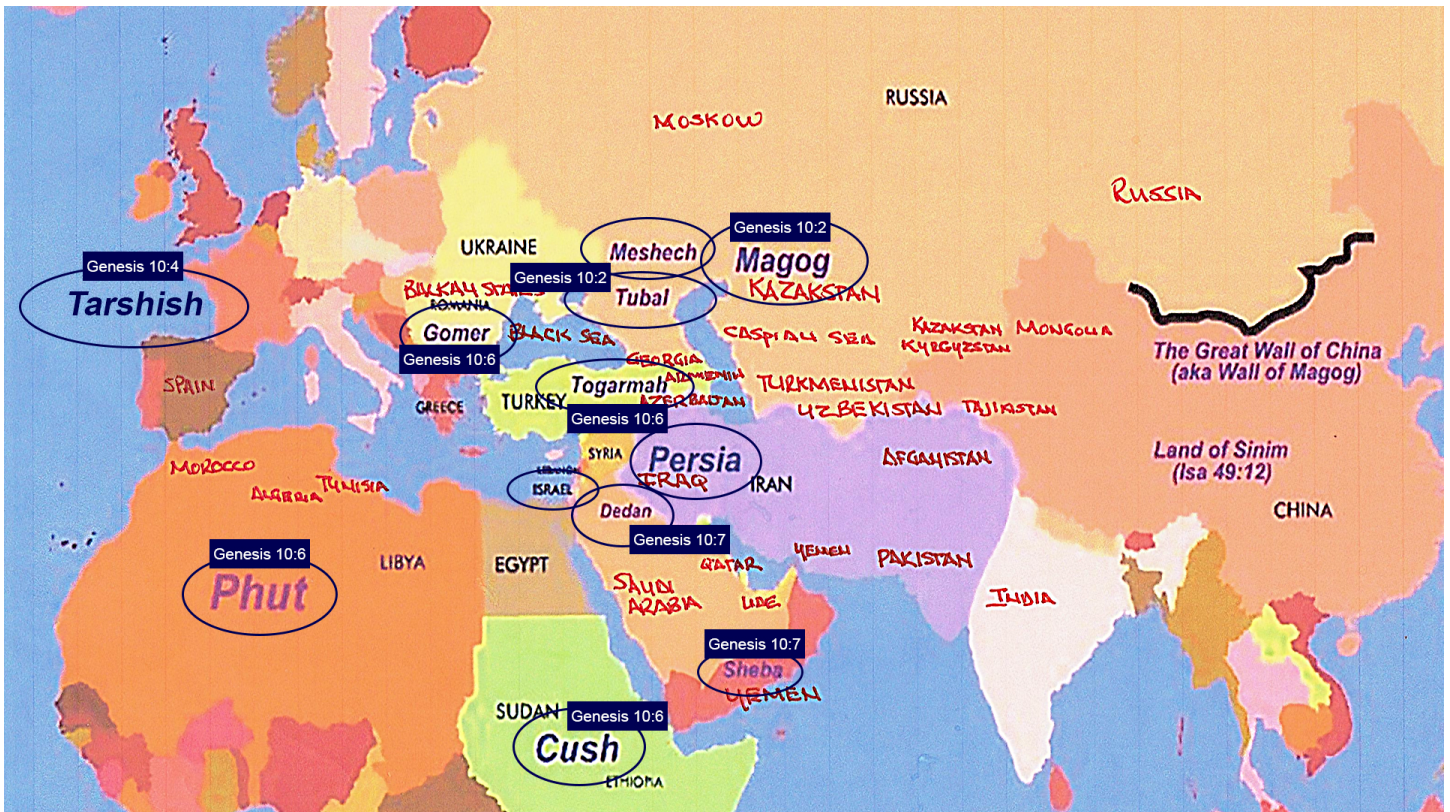 RUSSIA
MOSKOW
RUSSIA
Genesis 10:2
UKRAINE
Meshech
Magog
Genesis 10:4
Genesis 10:2
Tarshish
KAZAKSTAN
BALKAN STATES
ROMANIA
Tubal
Gomer
BLACK SEA
CASPIAN SEA
KAZAKSTAN MONGOLIA
KYRGYZSTAN
The Great Wall of China
(aka Wall of Magog)
Genesis 10:6
GEORGIA
ARMENIN
AZERBAIJAN
SPAIN
GREECE
TURKEY
Togarmah
TURKMENISTAN
UZBEKISTAN
TAJIKISTAN
Genesis 10:6
SYRIA
Persia
AFGANISTAN
Land of Sinim
(Isa 49:12)
MOROCCO
ALGERIA
TUNISIA
LEBANON
ISRAEL
IRAQ
IRAN
Dedan
CHINA
Genesis 10:7
Genesis 10:6
Phut
LIBYA
EGYPT
QATAR
YEMEN
PAKISTAN
SAUDI
ARABIA
UAE
INDIA
Genesis 10:7
Sheba
YEMEN
SUDAN
Genesis 10:6
Cush
ETHIOPIA